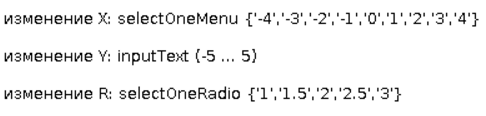 изменение X: selectOneMenu {'-4','-3','-2','-1','0','1','2','3','4'}
изменение Y: inputText (-5 ... 5)
изменение R: selectOneRadio {'1','1.5','2','2.5','3'}